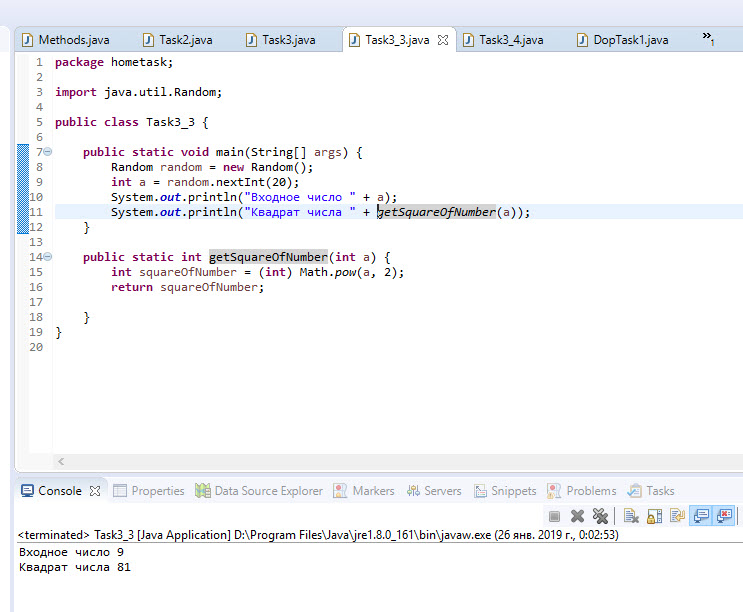 Methods.java Task2.java Task3.java Task3_3.java Task3_4.java DopTask1.java »1
1 package hometask;
2
3 import java.util.Random;
4
5 public class Task3_3 {
6
7 public static void main(String[] args) {
8 Random random = new Random();
9 int a = random.nextInt(20);
10 System.out.println("Входное число " + a);
11 System.out.println("Квадрат числа " + getSquareOfNumber(a));
12 }
13
14 public static int getSquareOfNumber(int a) {
15 int squareOfNumber = (int) Math.pow(a, 2);
16 return squareOfNumber;
17
18 }
19 }
20
Console Properties Data Source Explorer Markers Servers Snippets Problems Tasks
<terminated> Task3_3 [Java Application] D:\Program Files\Java\jre1.8.0_161\bin\javaw.exe (26 янв. 2019 г., 0:02:53)
Входное число 9
Квадрат числа 81